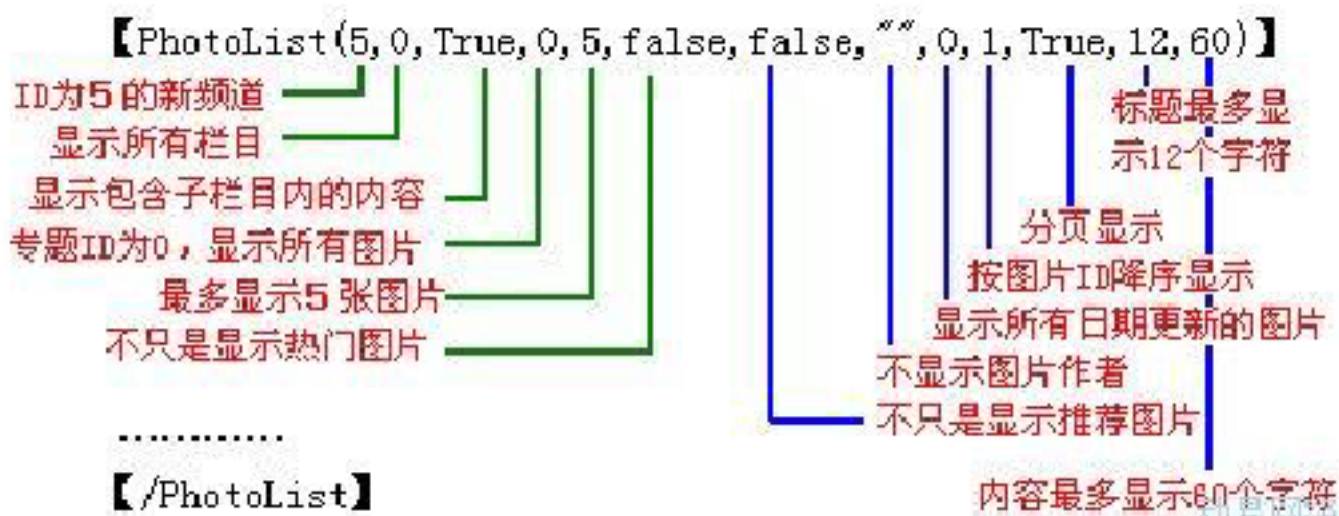 【PhotoList(5,0,True,0,5,false,false,"",0,1,True,12,60)】
ID为5的新频道
标题最多显
示12个字符
显示所有栏目
显示包含子栏目内的内容
分页显示
专题ID为0，显示所有图片
按图片ID降序显示
最多显示5张图片
显示所有日期更新的图片
不只是显示热门图片
不显示图片作者
不只是显示推荐图片
…………
【/PhotoList】
内容最多显示60个字符